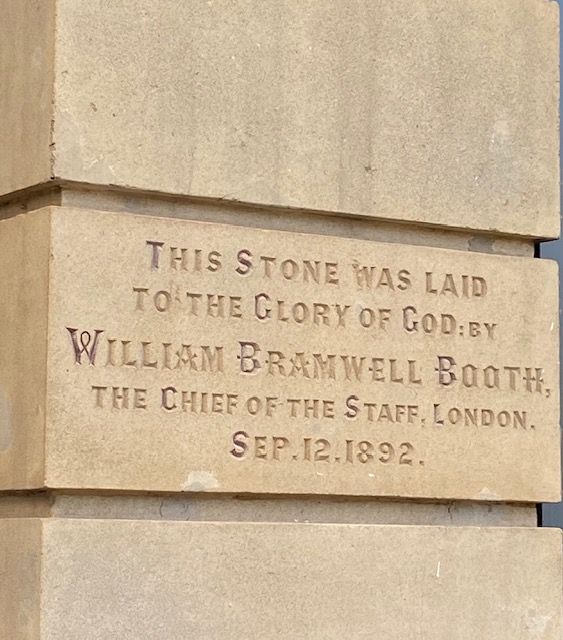 THIS STONE WAS LAID
TO THE GLORY OF GOD: BY
WILLIAM BRAMWELL BOOTH,
THE CHIEF OF THE STAFF, LONDON.
SEP. 12. 1892.